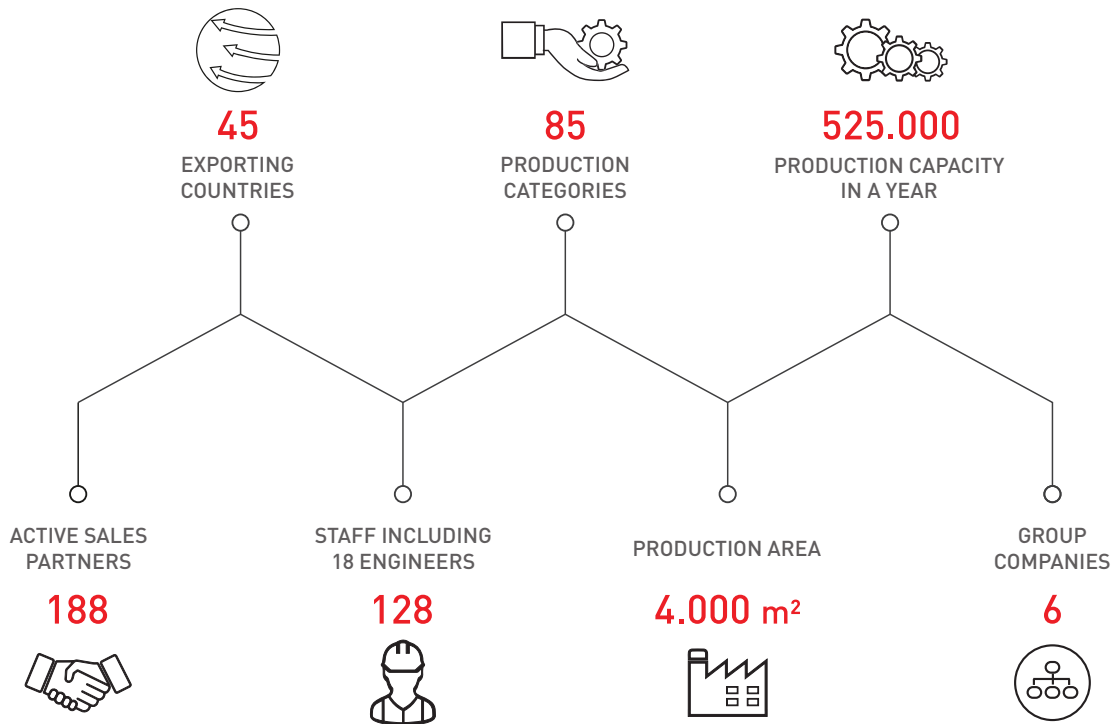 45
EXPORTING
COUNTRIES
85
PRODUCTION
CATEGORIES
525.000
PRODUCTION CAPACITY
IN A YEAR
ACTIVE SALES
PARTNERS
188
STAFF INCLUDING
18 ENGINEERS
128
PRODUCTION AREA
4.000 m²
GROUP
COMPANIES
6